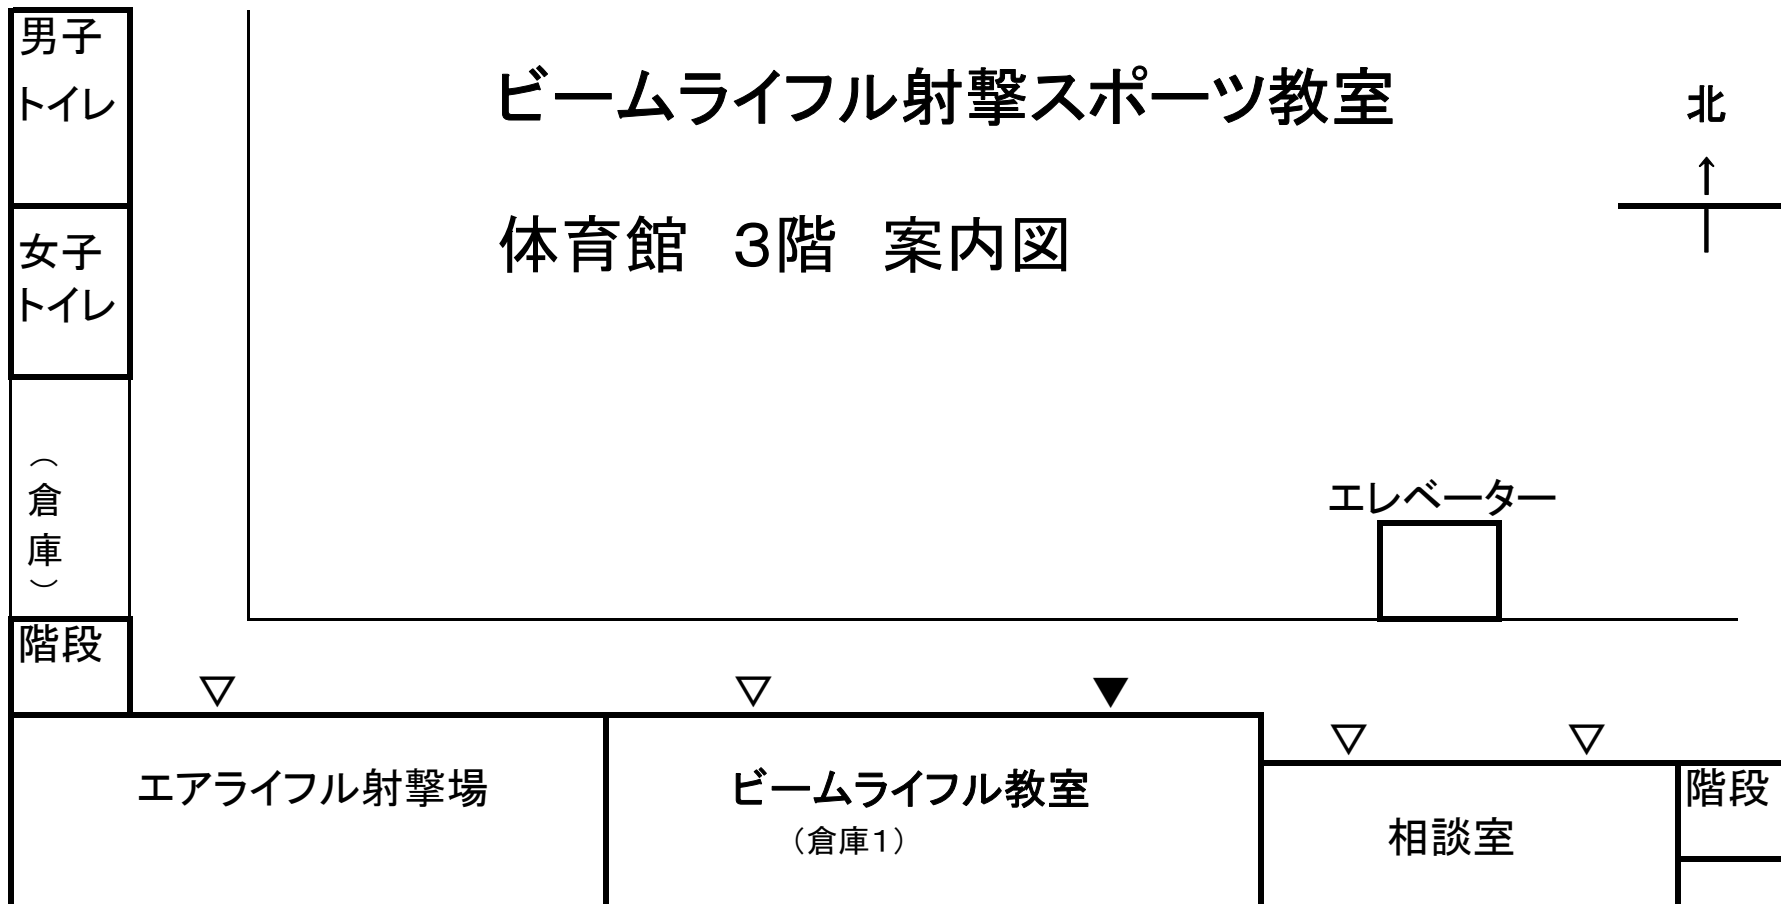 男子
トイレ
ビームライフル射撃スポーツ教室
北
↑
女子
トイレ
体育館　３階　案内図
（倉庫）
エレベーター
階段
▽ ▽ ▼
▽ ▽
エアライフル射撃場
ビームライフル教室
（倉庫１）
相談室
階段